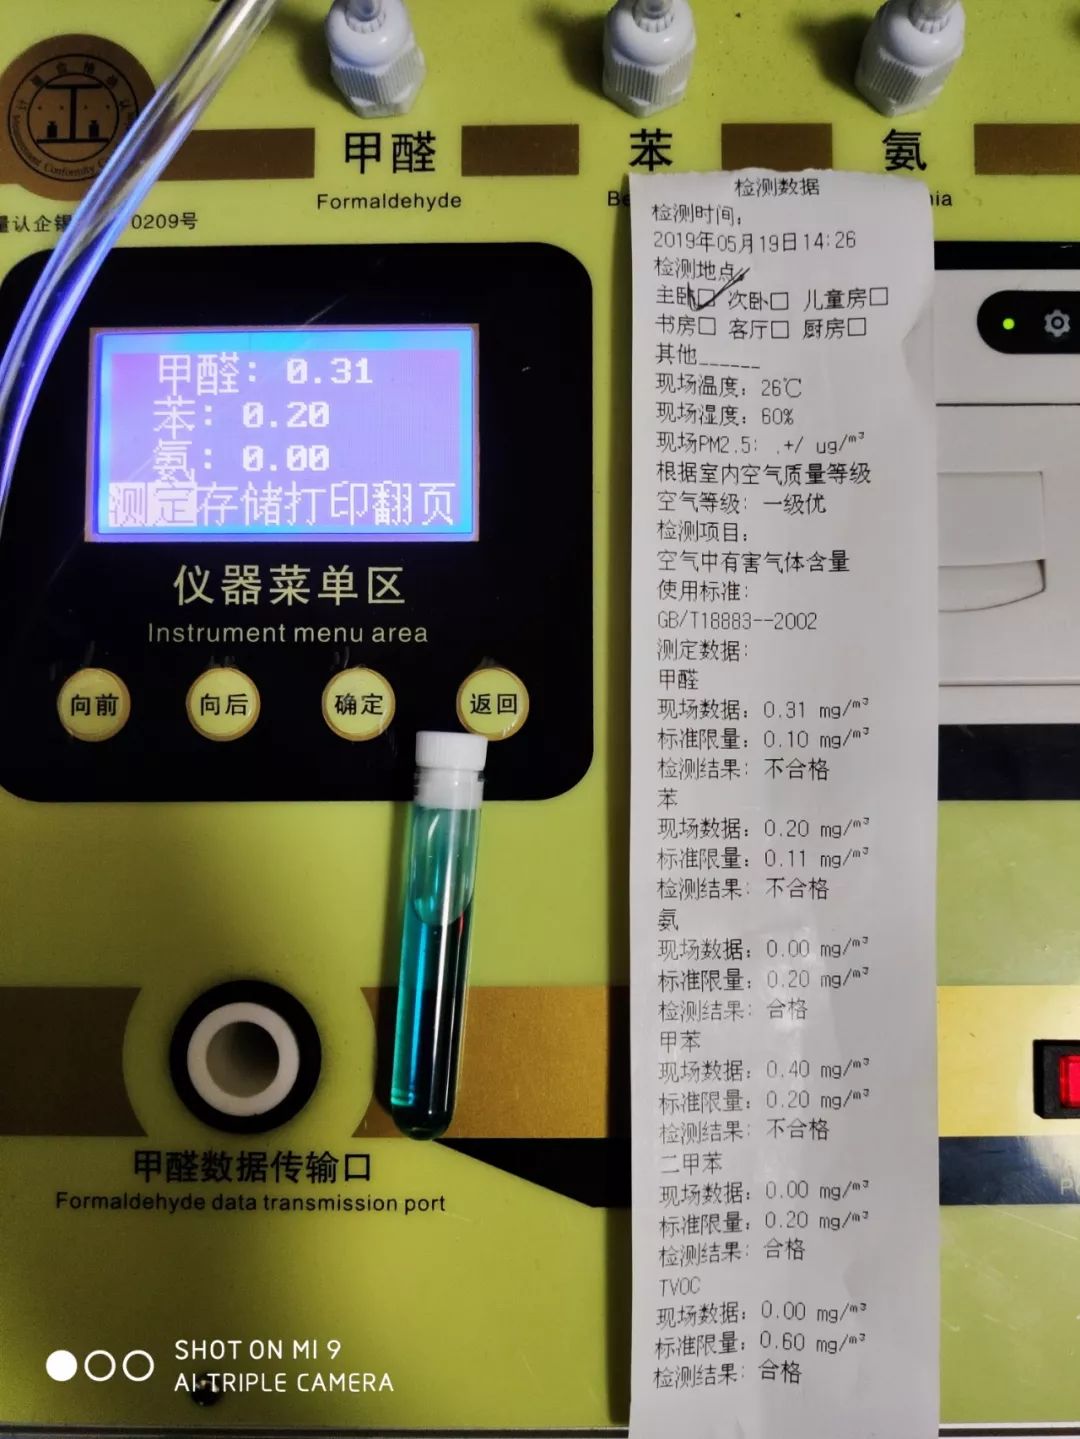 甲醛
Formaldehyde
苯
氨
0209号
甲醛: 0.31
苯: 0.20
氨: 0.00
测定存储打印翻页
仪器菜单区
Instrument menu area
向前
向后
确定
返回
甲醛数据传输口
Formaldehyde data transmission port
检测数据
检测时间:
2019年05月19日14:26
检测地点:
主卧□ 次卧□ 儿童房□
书房□ 客厅□ 厨房□
其他______
现场温度: 26℃
现场湿度: 60%
现场PM2.5: .+/ ug/m³
根据室内空气质量等级
空气等级: 一级优
检测项目:
空气中有害气体含量
使用标准:
GB/T18883--2002
测定数据:
甲醛
现场数据: 0.31 mg/m³
标准限量: 0.10 mg/m³
检测结果: 不合格
苯
现场数据: 0.20 mg/m³
标准限量: 0.11 mg/m³
检测结果: 不合格
氨
现场数据: 0.00 mg/m³
标准限量: 0.20 mg/m³
检测结果: 合格
甲苯
现场数据: 0.40 mg/m³
标准限量: 0.20 mg/m³
检测结果: 不合格
二甲苯
现场数据: 0.00 mg/m³
标准限量: 0.20 mg/m³
检测结果: 合格
TVOC
现场数据: 0.00 mg/m³
标准限量: 0.60 mg/m³
检测结果: 合格
SHOT ON MI 9
AI TRIPLE CAMERA